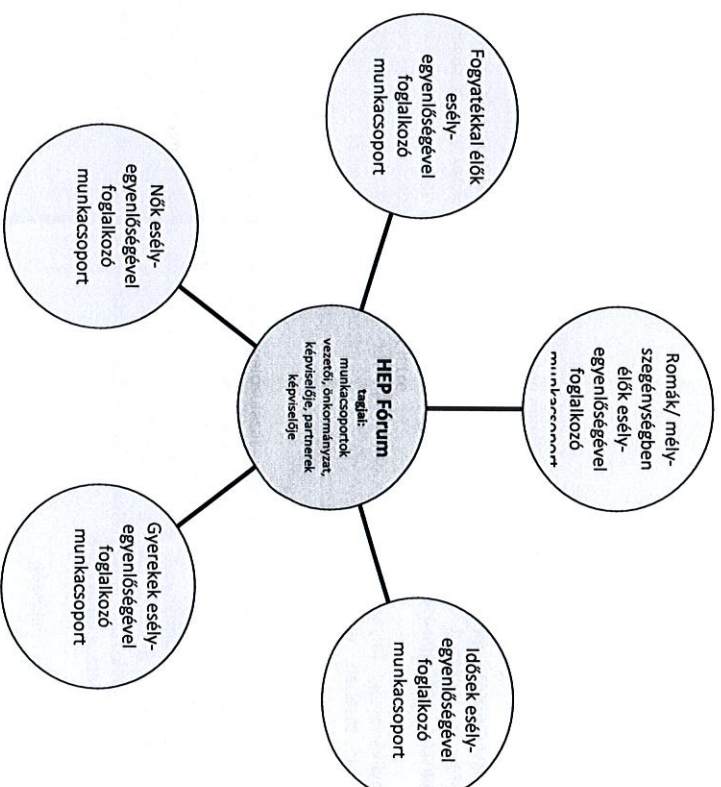 HEP Fórum
tagjai:
munkacsoportok
vezetői, önkormányzat,
képviselője, partnerek
képviselője
Romák/ mély-
szegénységben
élők esély-
egyenlőségével
foglalkozó
munkacsoport
Idősek esély-
egyenlőségével
foglalkozó
munkacsoport
Gyerekek esély-
egyenlőségével
foglalkozó
munkacsoport
Nők esély-
egyenlőségével
foglalkozó
munkacsoport
Fogyatékkal élők
esély-
egyenlőségével
foglalkozó
munkacsoport